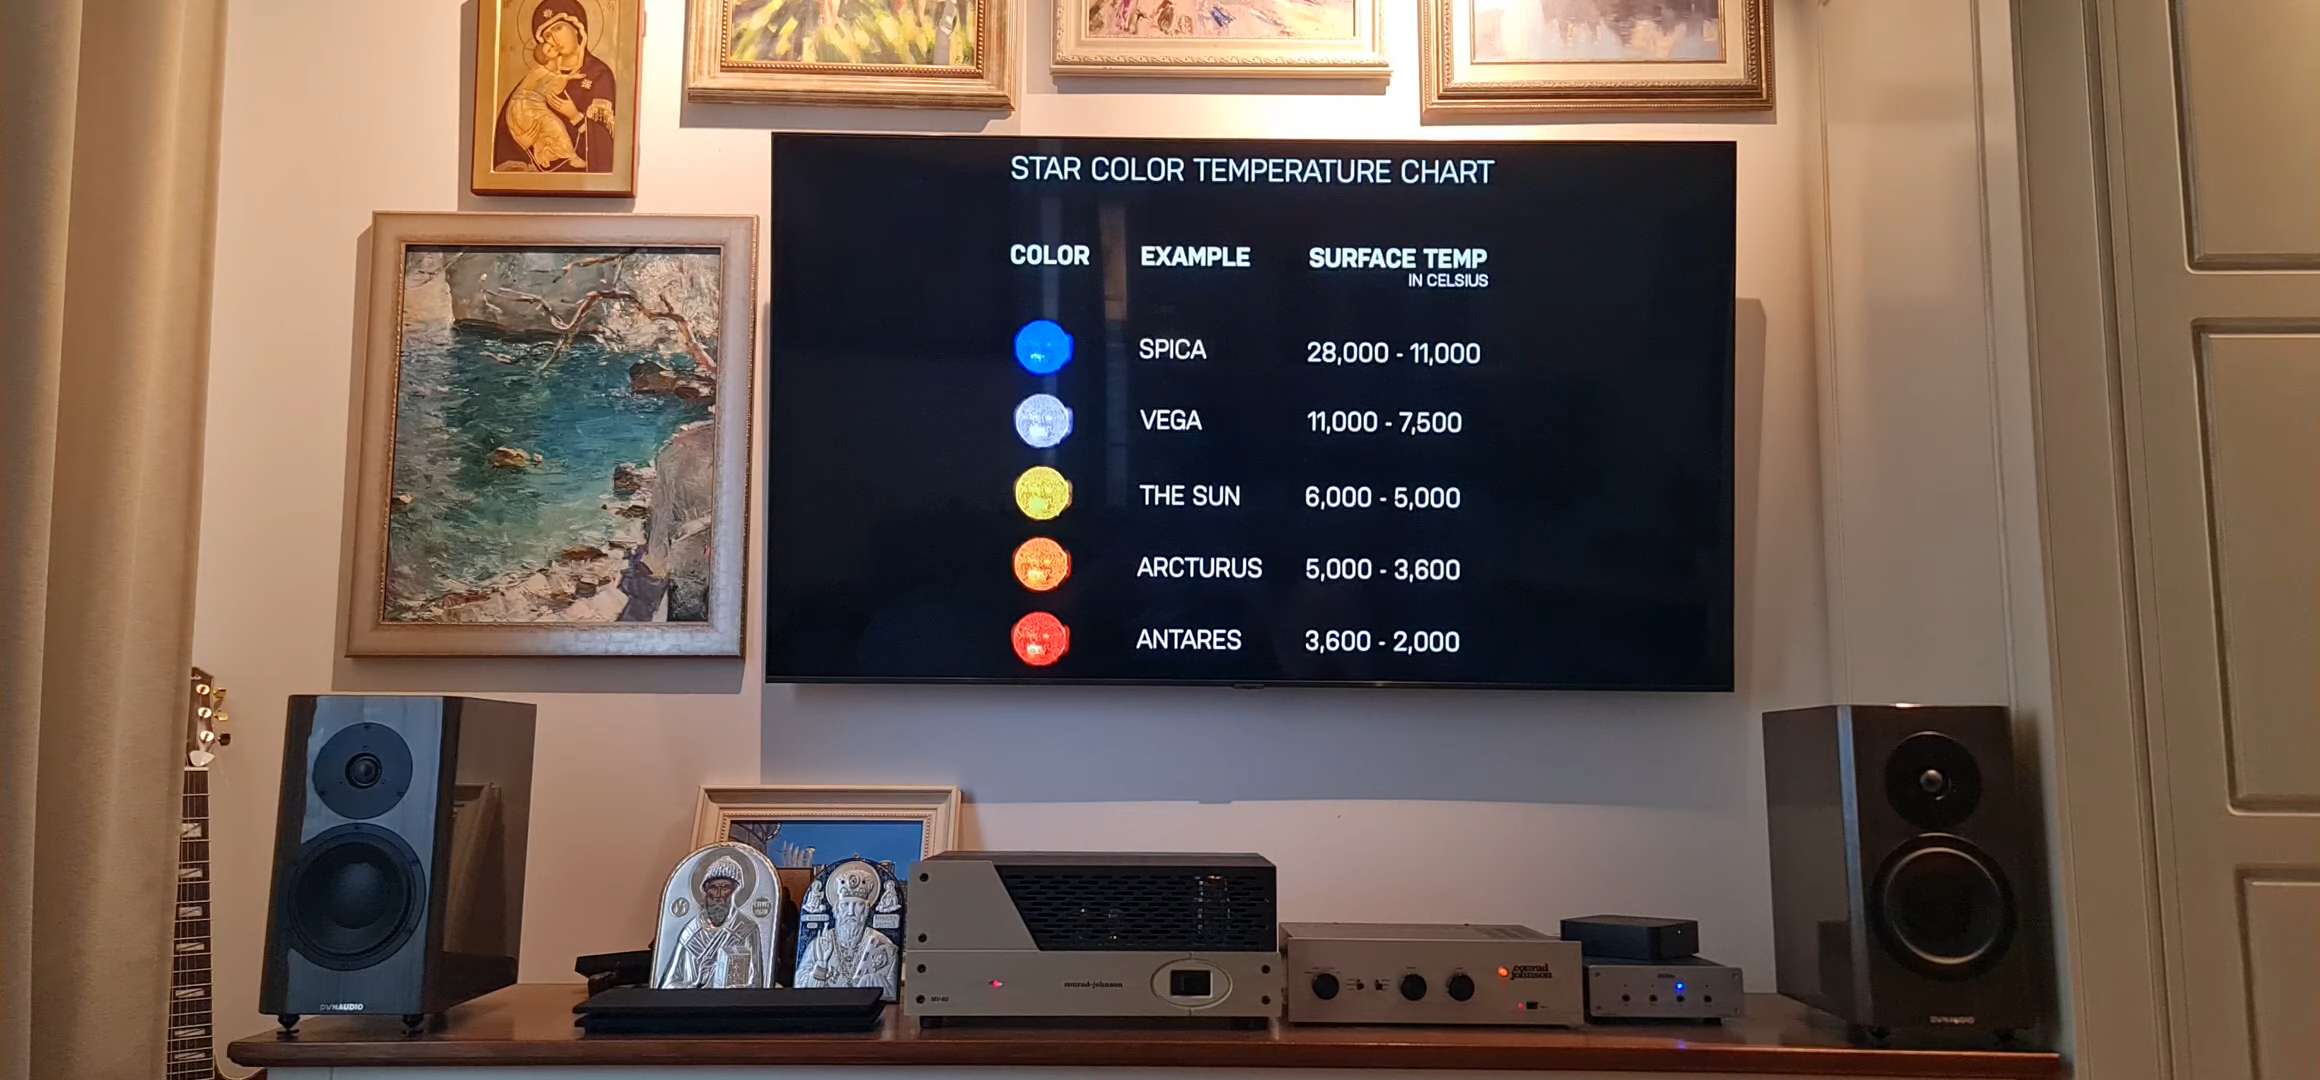 STAR COLOR TEMPERATURE CHART
COLOR EXAMPLE SURFACE TEMP
IN CELSIUS
SPICA 28,000 - 11,000
VEGA 11,000 - 7,500
THE SUN 6,000 - 5,000
ARCTURUS 5,000 - 3,600
ANTARES 3,600 - 2,000
DYNAUDIO
conrad-johnson
conrad
johnson
DYNAUDIO